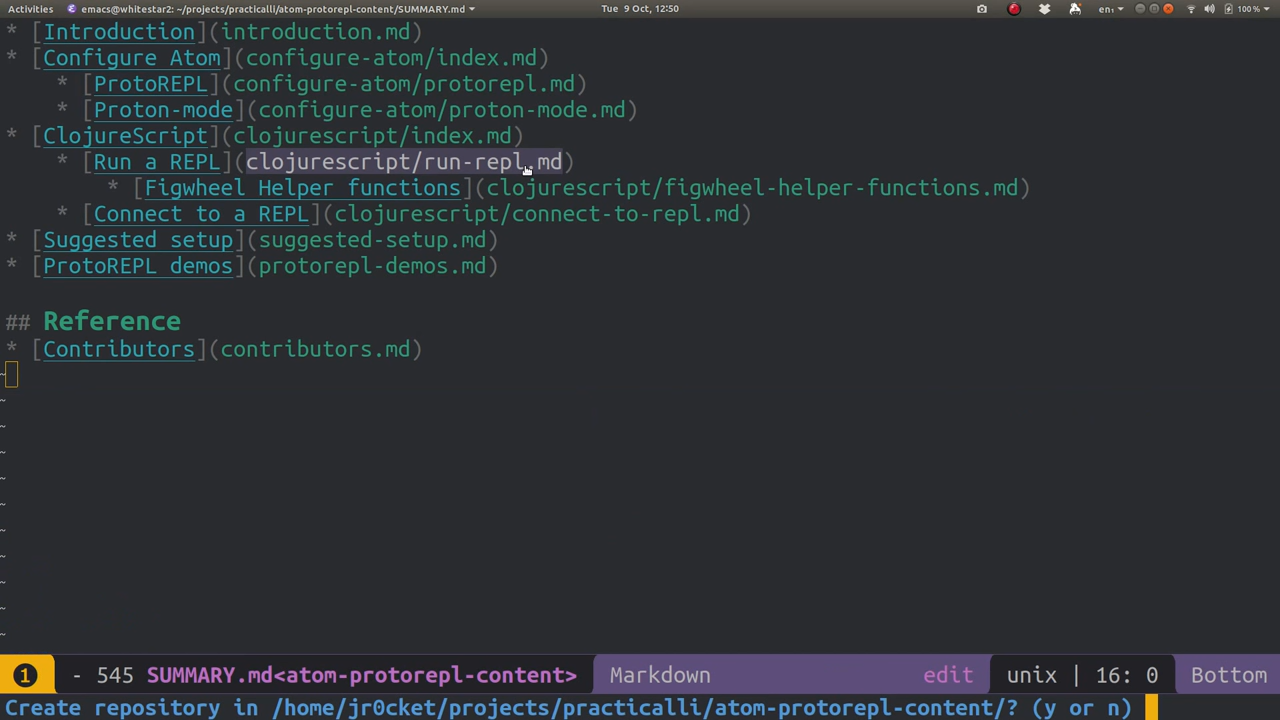 Activities emacs@whitestar2: ~/projects/practicalli/atom-protorepl-content/SUMMARY.md Tue 9 Oct, 12:50 en 100%
* [Introduction](introduction.md)
* [Configure Atom](configure-atom/index.md)
* [ProtoREPL](configure-atom/protorepl.md)
* [Proton-mode](configure-atom/proton-mode.md)
* [ClojureScript](clojurescript/index.md)
* [Run a REPL](clojurescript/run-repl.md)
* [Figwheel Helper functions](clojurescript/figwheel-helper-functions.md)
* [Connect to a REPL](clojurescript/connect-to-repl.md)
* [Suggested setup](suggested-setup.md)
* [ProtoREPL demos](protorepl-demos.md)
## Reference
* [Contributors](contributors.md)
~
~
~
~
~
~
~
~
~
~
~
1 - 545 SUMMARY.md<atom-protorepl-content> Markdown edit unix | 16: 0 Bottom
Create repository in /home/jr0cket/projects/practicalli/atom-protorepl-content/? (y or n)